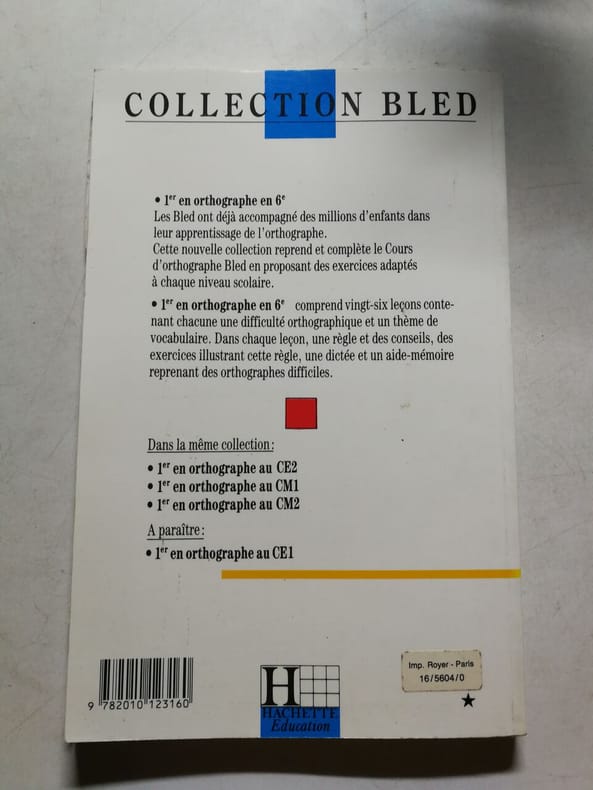 COLLECTION BLED
• 1er en orthographe en 6e
Les Bled ont déjà accompagné des millions d'enfants dans
leur apprentissage de l'orthographe.
Cette nouvelle collection reprend et complète le Cours
d'orthographe Bled en proposant des exercices adaptés
à chaque niveau scolaire.
• 1er en orthographe en 6e comprend vingt-six leçons conte-
nant chacune une difficulté orthographique et un thème de
vocabulaire. Dans chaque leçon, une règle et des conseils, des
exercices illustrant cette règle, une dictée et un aide-mémoire
reprenant des orthographes difficiles.
Dans la même collection :
• 1er en orthographe au CE2
• 1er en orthographe au CM1
• 1er en orthographe au CM2
A paraître :
• 1er en orthographe au CE1
9 782010 123160
H
HACHETTE
Education
Imp. Royer - Paris
16/5604/0